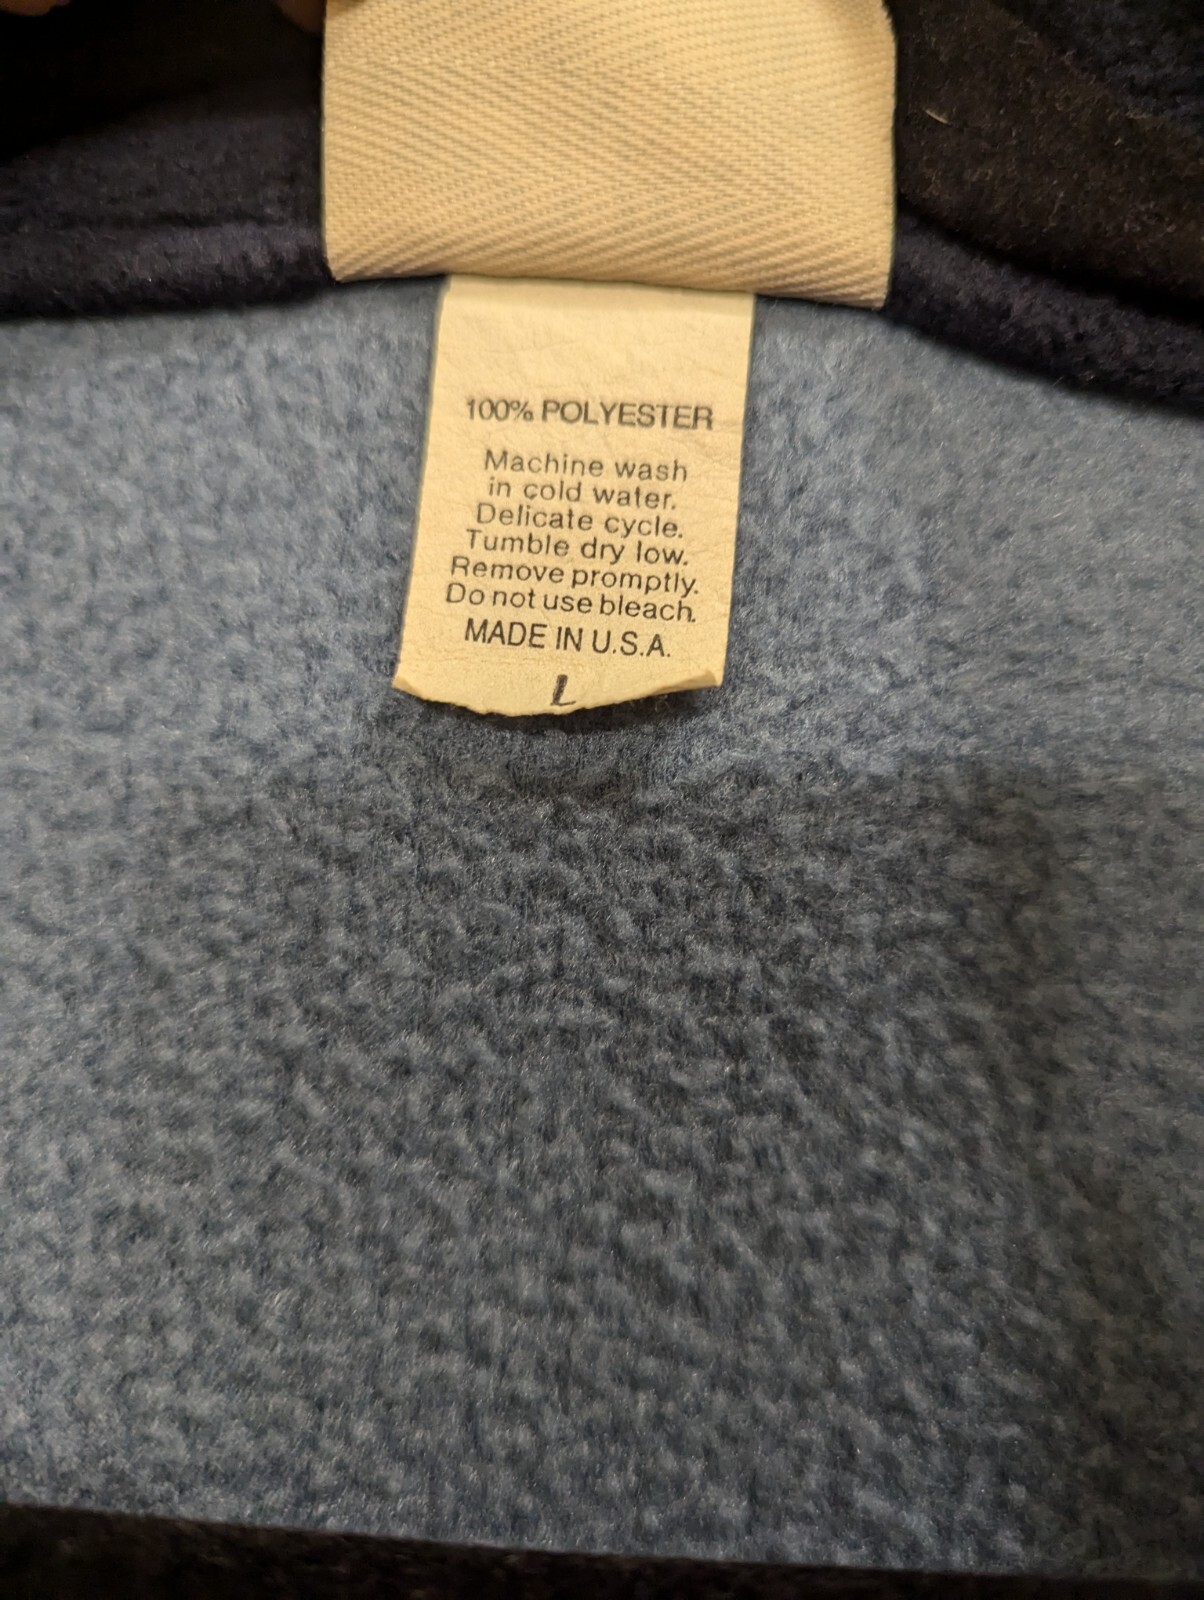 100% POLYESTER
Machine wash
in cold water.
Delicate cycle.
Tumble dry low.
Remove promptly.
Do not use bleach.
MADE IN U.S.A.
L